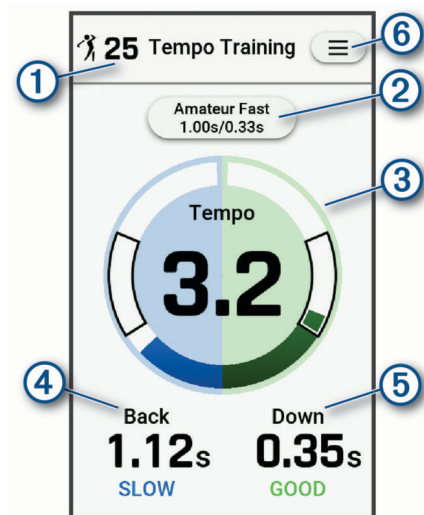 25 Tempo Training
6
1
2
Amateur Fast
1.00s/0.33s
3
Tempo
3.2
4
5
Back
Down
1.12s
0.35s
SLOW
GOOD